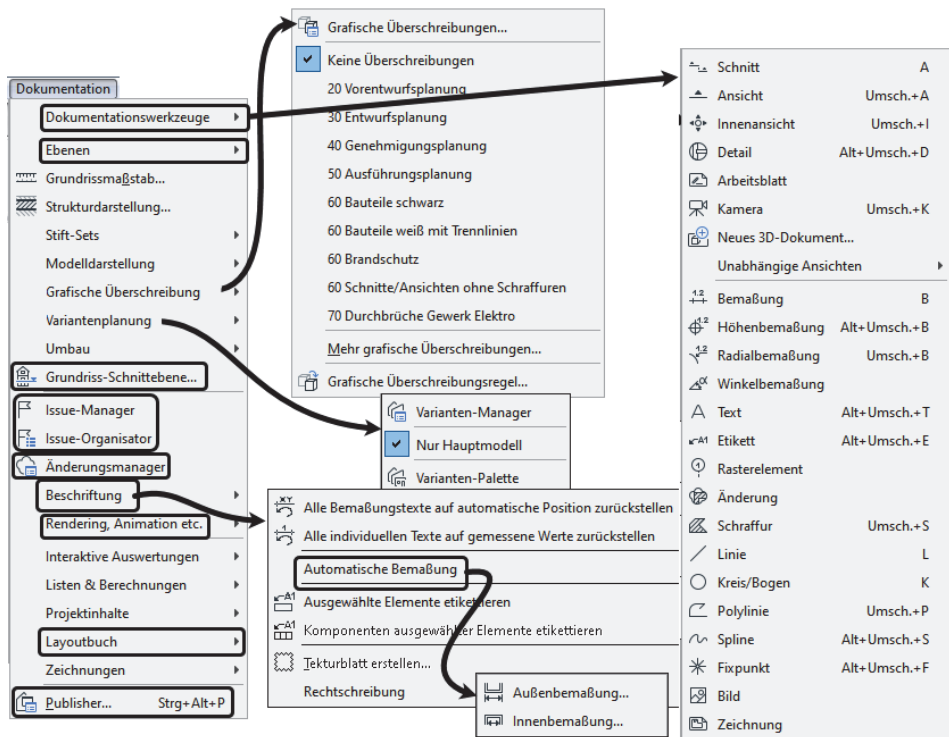 Dokumentation
Dokumentationswerkzeuge
Ebenen
Grundrissmaßstab...
Strukturdarstellung...
Stift-Sets
Modelldarstellung
Grafische Überschreibung
Variantenplanung
Umbau
Grundriss-Schnittebene...
Issue-Manager
Issue-Organisator
Änderungsmanager
Beschriftung
Rendering, Animation etc.
Interaktive Auswertungen
Listen & Berechnungen
Projektinhalte
Layoutbuch
Zeichnungen
Publisher... Strg+Alt+P
Grafische Überschreibungen...
Keine Überschreibungen
20 Vorentwurfsplanung
30 Entwurfsplanung
40 Genehmigungsplanung
50 Ausführungsplanung
60 Bauteile schwarz
60 Bauteile weiß mit Trennlinien
60 Brandschutz
60 Schnitte/Ansichten ohne Schraffuren
70 Durchbrüche Gewerk Elektro
Mehr grafische Überschreibungen...
Grafische Überschreibungsregel...
Varianten-Manager
Nur Hauptmodell
Varianten-Palette
Alle Bemaßungstexte auf automatische Position zurückstellen
Alle individuellen Texte auf gemessene Werte zurückstellen
Automatische Bemaßung
Ausgewählte Elemente etikettieren
Komponenten ausgewählter Elemente etikettieren
Tekturblatt erstellen...
Rechtschreibung
Außenbemaßung...
Innenbemaßung...
Schnitt A
Ansicht Umsch.+A
Innenansicht Umsch.+I
Detail Alt+Umsch.+D
Arbeitsblatt
Kamera Umsch.+K
Neues 3D-Dokument...
Unabhängige Ansichten
Bemaßung B
Höhenbemaßung Alt+Umsch.+B
Radialbemaßung Umsch.+B
Winkelbemaßung
Text Alt+Umsch.+T
Etikett Alt+Umsch.+E
Rasterelement
Änderung
Schraffur Umsch.+S
Linie L
Kreis/Bogen K
Polylinie Umsch.+P
Spline Alt+Umsch.+S
Fixpunkt Alt+Umsch.+F
Bild
Zeichnung